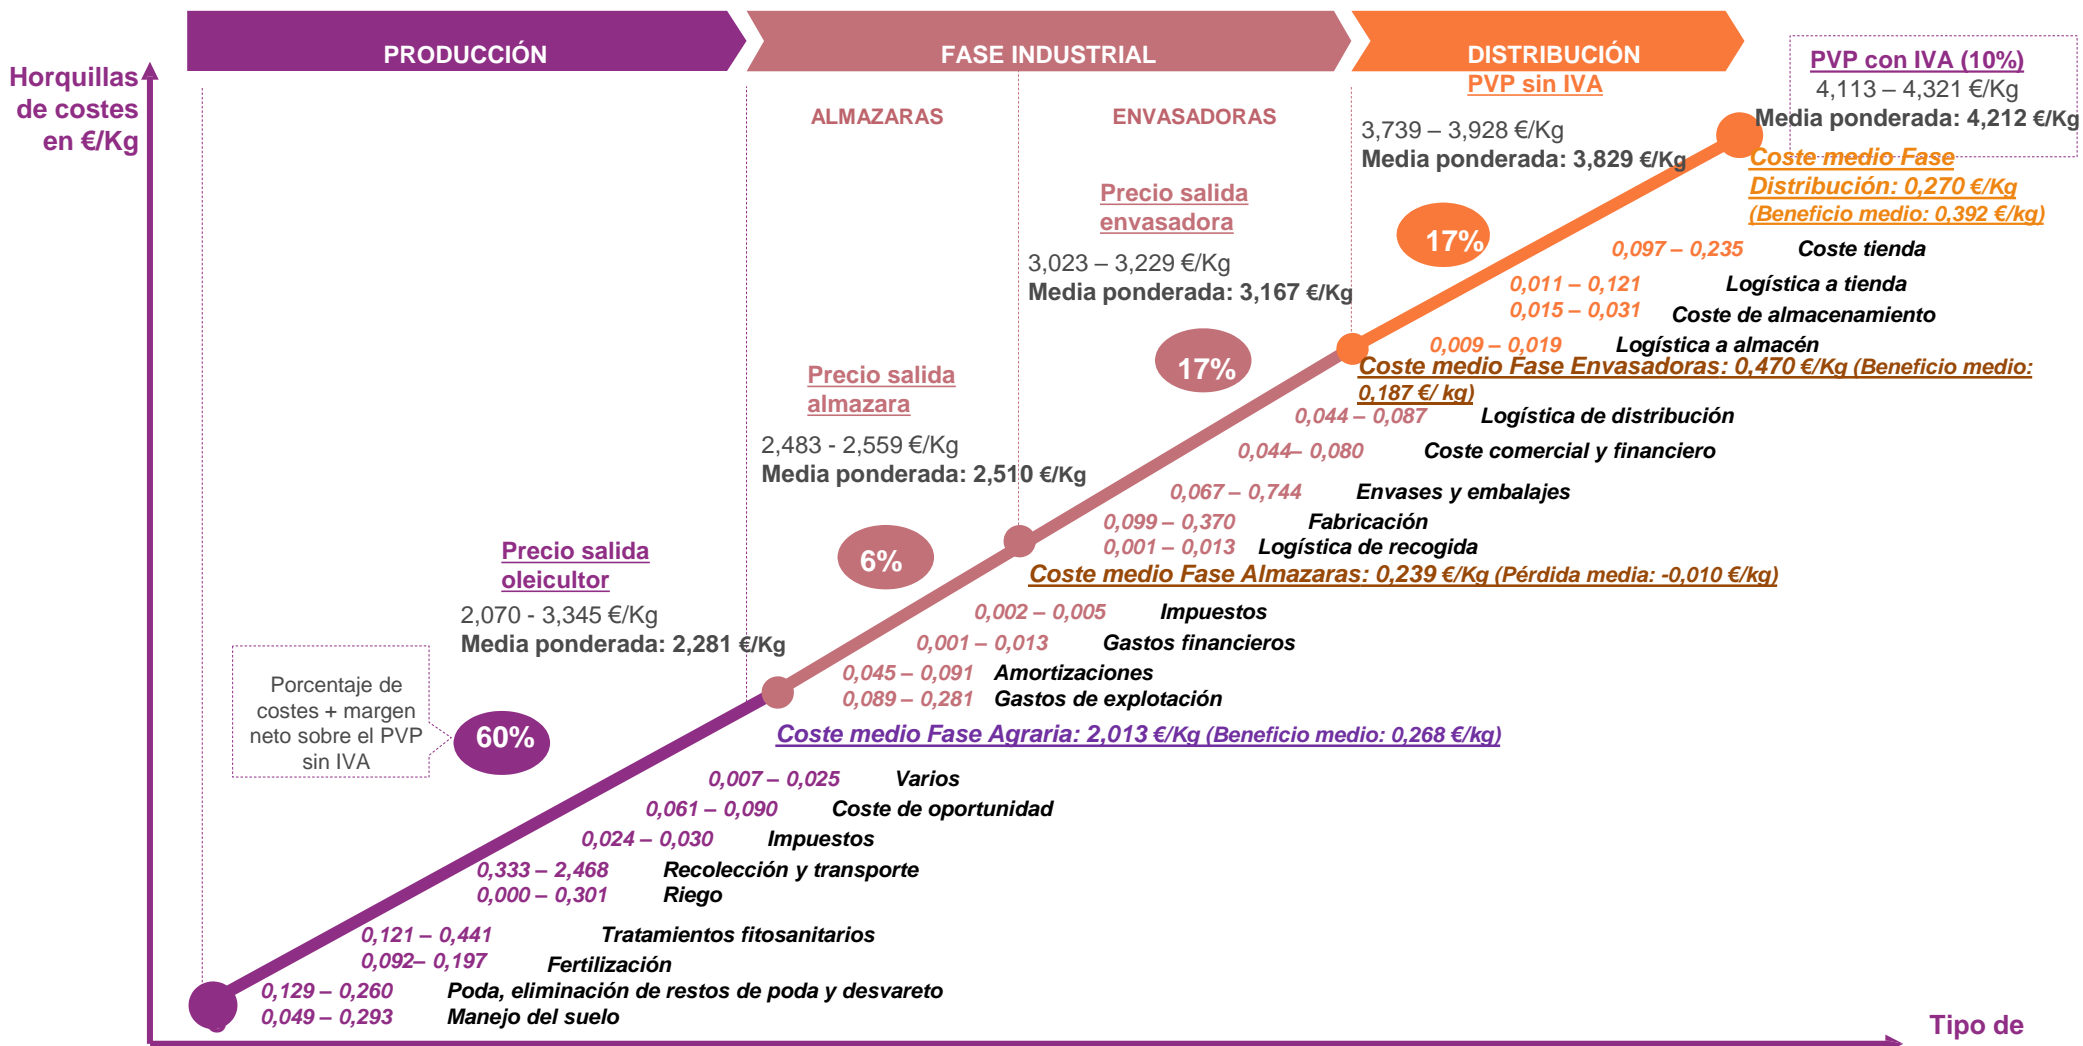 PRODUCCIÓN
FASE INDUSTRIAL
DISTRIBUCIÓN
Horquillas
de costes
en €/Kg
ALMAZARAS
ENVASADORAS
PVP sin IVA
3,739 – 3,928 €/Kg
Media ponderada: 3,829 €/Kg
PVP con IVA (10%)
4,113 – 4,321 €/Kg
Media ponderada: 4,212 €/Kg
Coste medio Fase
Distribución: 0,270 €/Kg
(Beneficio medio: 0,392 €/kg)
Precio salida
envasadora
3,023 – 3,229 €/Kg
Media ponderada: 3,167 €/Kg
17%
0,097 – 0,235 Coste tienda
0,011 – 0,121 Logística a tienda
0,015 – 0,031 Coste de almacenamiento
0,009 – 0,019 Logística a almacén
17%
Coste medio Fase Envasadoras: 0,470 €/Kg (Beneficio medio:
0,187 €/ kg)
Precio salida
almazara
2,483 - 2,559 €/Kg
Media ponderada: 2,510 €/Kg
0,044 – 0,087 Logística de distribución
0,044– 0,080 Coste comercial y financiero
0,067 – 0,744 Envases y embalajes
0,099 – 0,370 Fabricación
0,001 – 0,013 Logística de recogida
6%
Coste medio Fase Almazaras: 0,239 €/Kg (Pérdida media: -0,010 €/kg)
Precio salida
oleicultor
2,070 - 3,345 €/Kg
Media ponderada: 2,281 €/Kg
0,002 – 0,005 Impuestos
0,001 – 0,013 Gastos financieros
0,045 – 0,091 Amortizaciones
0,089 – 0,281 Gastos de explotación
Porcentaje de
costes + margen
neto sobre el PVP
sin IVA
60%
Coste medio Fase Agraria: 2,013 €/Kg (Beneficio medio: 0,268 €/kg)
0,007 – 0,025 Varios
0,061 – 0,090 Coste de oportunidad
0,024 – 0,030 Impuestos
0,333 – 2,468 Recolección y transporte
0,000 – 0,301 Riego
0,121 – 0,441 Tratamientos fitosanitarios
0,092– 0,197 Fertilización
0,129 – 0,260 Poda, eliminación de restos de poda y desvareto
0,049 – 0,293 Manejo del suelo
Tipo de